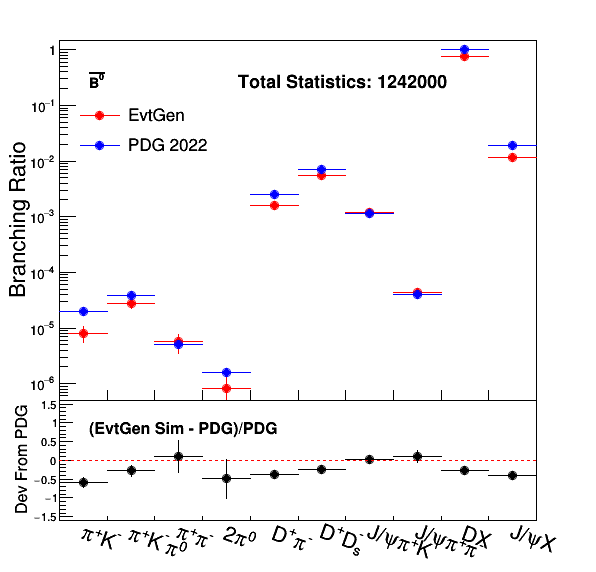 B̅⁰
Total Statistics: 1242000
EvtGen
PDG 2022
Branching Ratio
1
10⁻¹
10⁻²
10⁻³
10⁻⁴
10⁻⁵
10⁻⁶
(EvtGen Sim - PDG)/PDG
Dev From PDG
1.5
1
0.5
0
−0.5
−1
−1.5
π⁺K⁻
π⁺K⁻π⁰
π⁺π⁻
2π⁰
D⁺π⁻
D⁺Dₛ⁻
J/ψπ⁺K⁻
J/ψπ⁺π⁻
DX
J/ψX